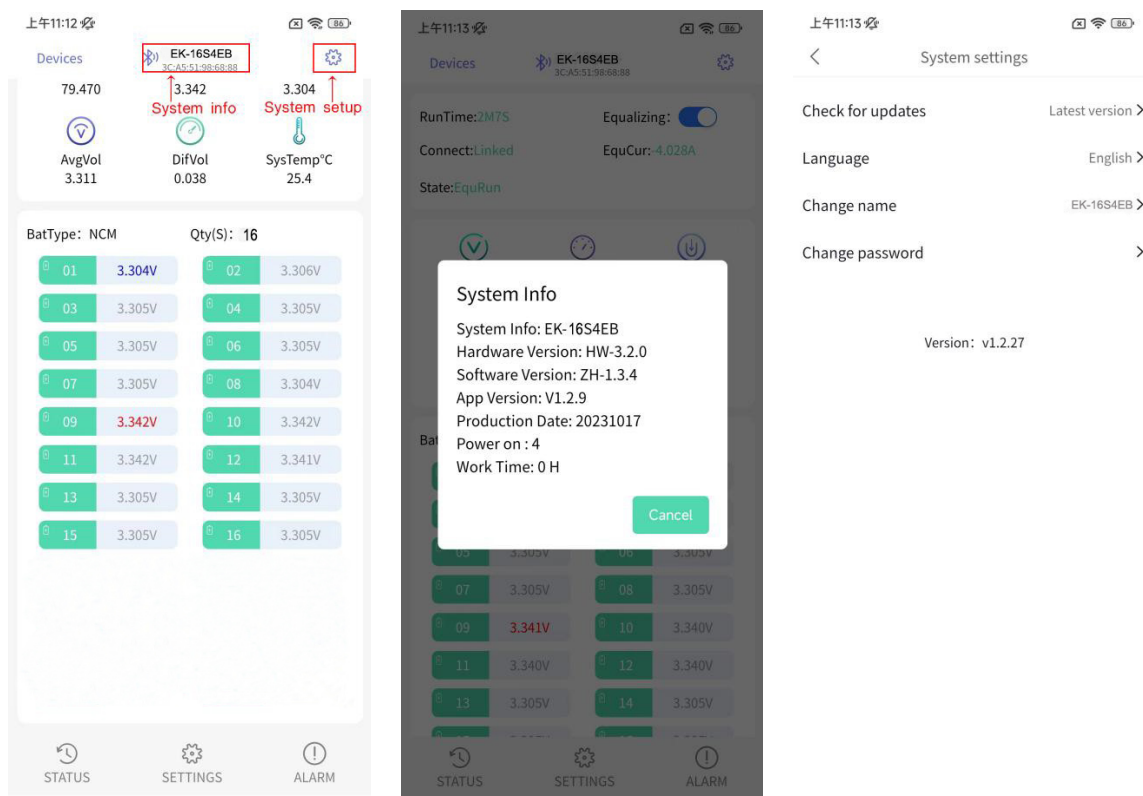 上午11:12
86
Devices
EK-16S4EB
3C:A5:51:98:68:88
79.470
3.342
3.304
System info
System setup
AvgVol
DifVol
SysTemp°C
3.311
0.038
25.4
BatType: NCM
Qty(S): 16
01 3.304V
02 3.306V
03 3.305V
04 3.305V
05 3.305V
06 3.305V
07 3.305V
08 3.304V
09 3.342V
10 3.342V
11 3.342V
12 3.341V
13 3.305V
14 3.305V
15 3.305V
16 3.305V
STATUS
SETTINGS
ALARM
上午11:13
86
Devices
EK-16S4EB
3C:A5:51:98:68:88
RunTime:2M7S
Equalizing:
Connect:Linked
EquCur:-4.028A
State:EquRun
System Info
System Info: EK-16S4EB
Hardware Version: HW-3.2.0
Software Version: ZH-1.3.4
App Version: V1.2.9
Production Date: 20231017
Power on : 4
Work Time: 0 H
Cancel
Bat
05 3.305V
06 3.305V
07 3.305V
08 3.305V
09 3.341V
10 3.340V
11 3.340V
12 3.340V
13 3.305V
14 3.305V
STATUS
SETTINGS
ALARM
上午11:13
86
System settings
Check for updates
Latest version
Language
English
Change name
EK-16S4EB
Change password
Version: v1.2.27